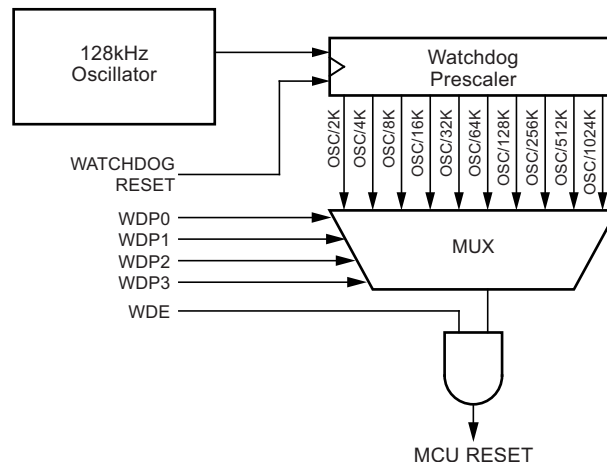 128kHz
Oscillator
Watchdog
Prescaler
OSC/2K
OSC/4K
OSC/8K
OSC/16K
OSC/32K
OSC/64K
OSC/128K
OSC/256K
OSC/512K
OSC/1024K
WATCHDOG
RESET
WDP0
WDP1
WDP2
WDP3
MUX
WDE
MCU RESET